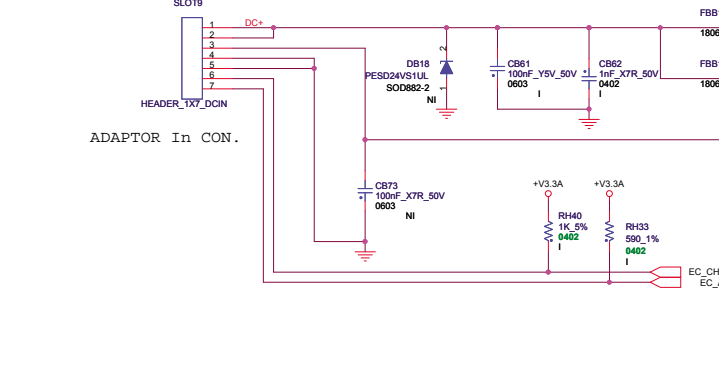 SLOT9
1
2
3
4
5
6
7
DC+
HEADER_1X7_DCIN
ADAPTOR In CON.
2
DB18
PESD24VS1UL
SOD882-2
1
NI
CB61
100nF_Y5V_50V
0603
I
CB62
1nF_X7R_50V
0402
I
FBB
1806
FBB
1806
CB73
100nF_X7R_50V
0603
NI
+V3.3A
+V3.3A
RH40
1K_5%
0402
I
RH33
590_1%
0402
I
EC_CH
EC_